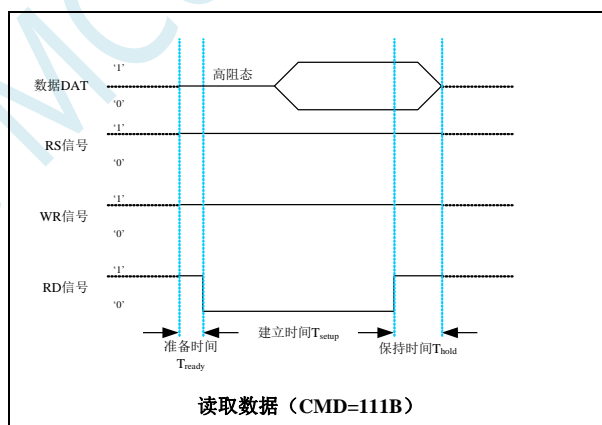 ‘1’
高阻态
数据DAT
‘0’
‘1’
RS信号
‘0’
‘1’
WR信号
‘0’
‘1’
RD信号
‘0’
建立时间Tsetup
准备时间
Tready
保持时间Thold
读取数据（CMD=111B）